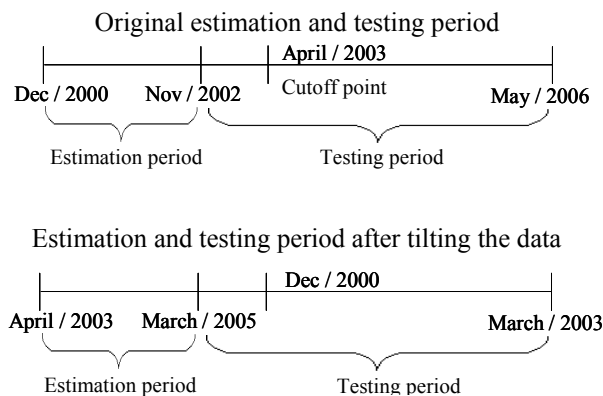 Original estimation and testing period
April / 2003
Dec / 2000 Nov / 2002 Cutoff point May / 2006
Estimation period Testing period
Estimation and testing period after tilting the data
Dec / 2000
April / 2003 March / 2005 March / 2003
Estimation period Testing period